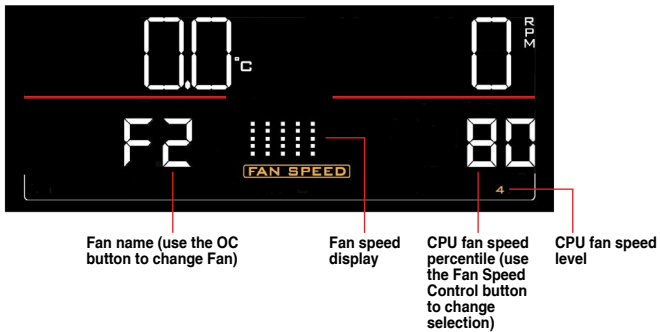 0.0 °C
0 RPM
F2
80
FAN SPEED
4
Fan name (use the OC
button to change Fan)
Fan speed
display
CPU fan speed
percentile (use
the Fan Speed
Control button
to change
selection)
CPU fan speed
level